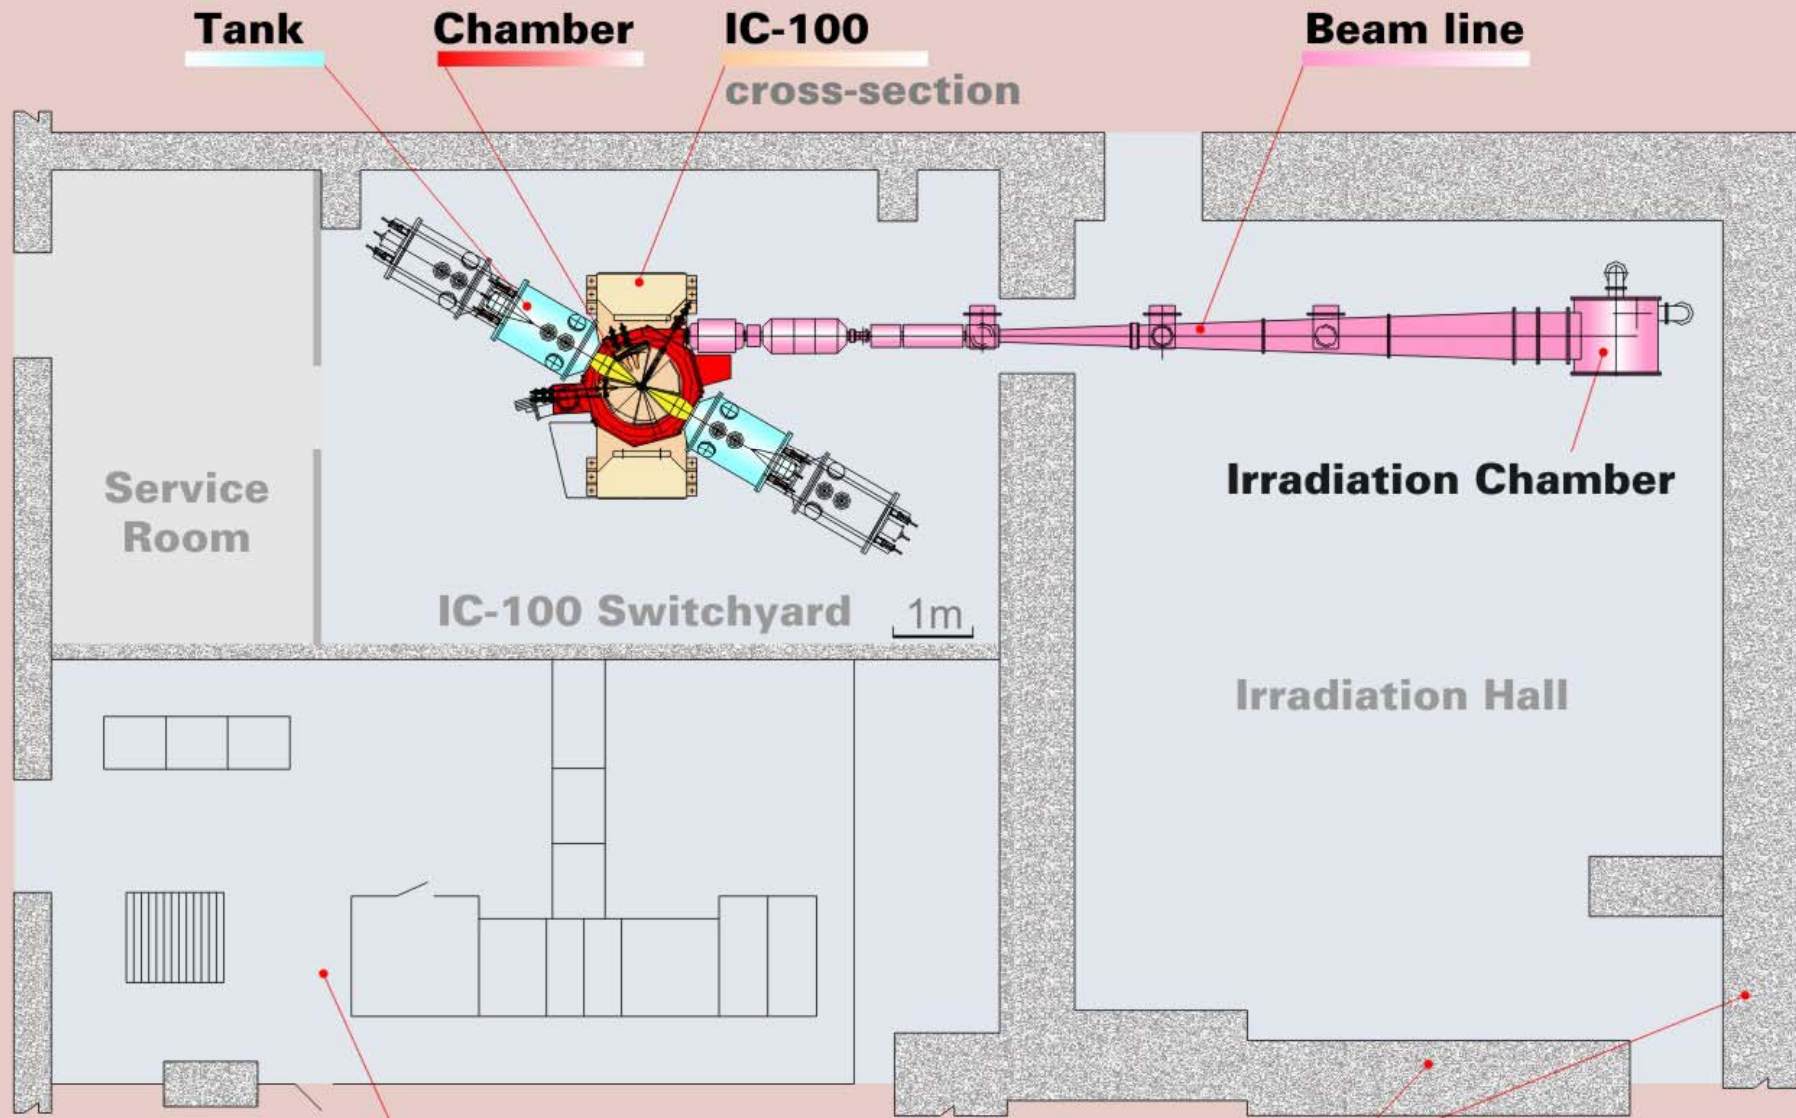 Tank
Chamber
IC-100
cross-section
Beam line
Irradiation Chamber
Service
Room
IC-100 Switchyard
1m
Irradiation Hall